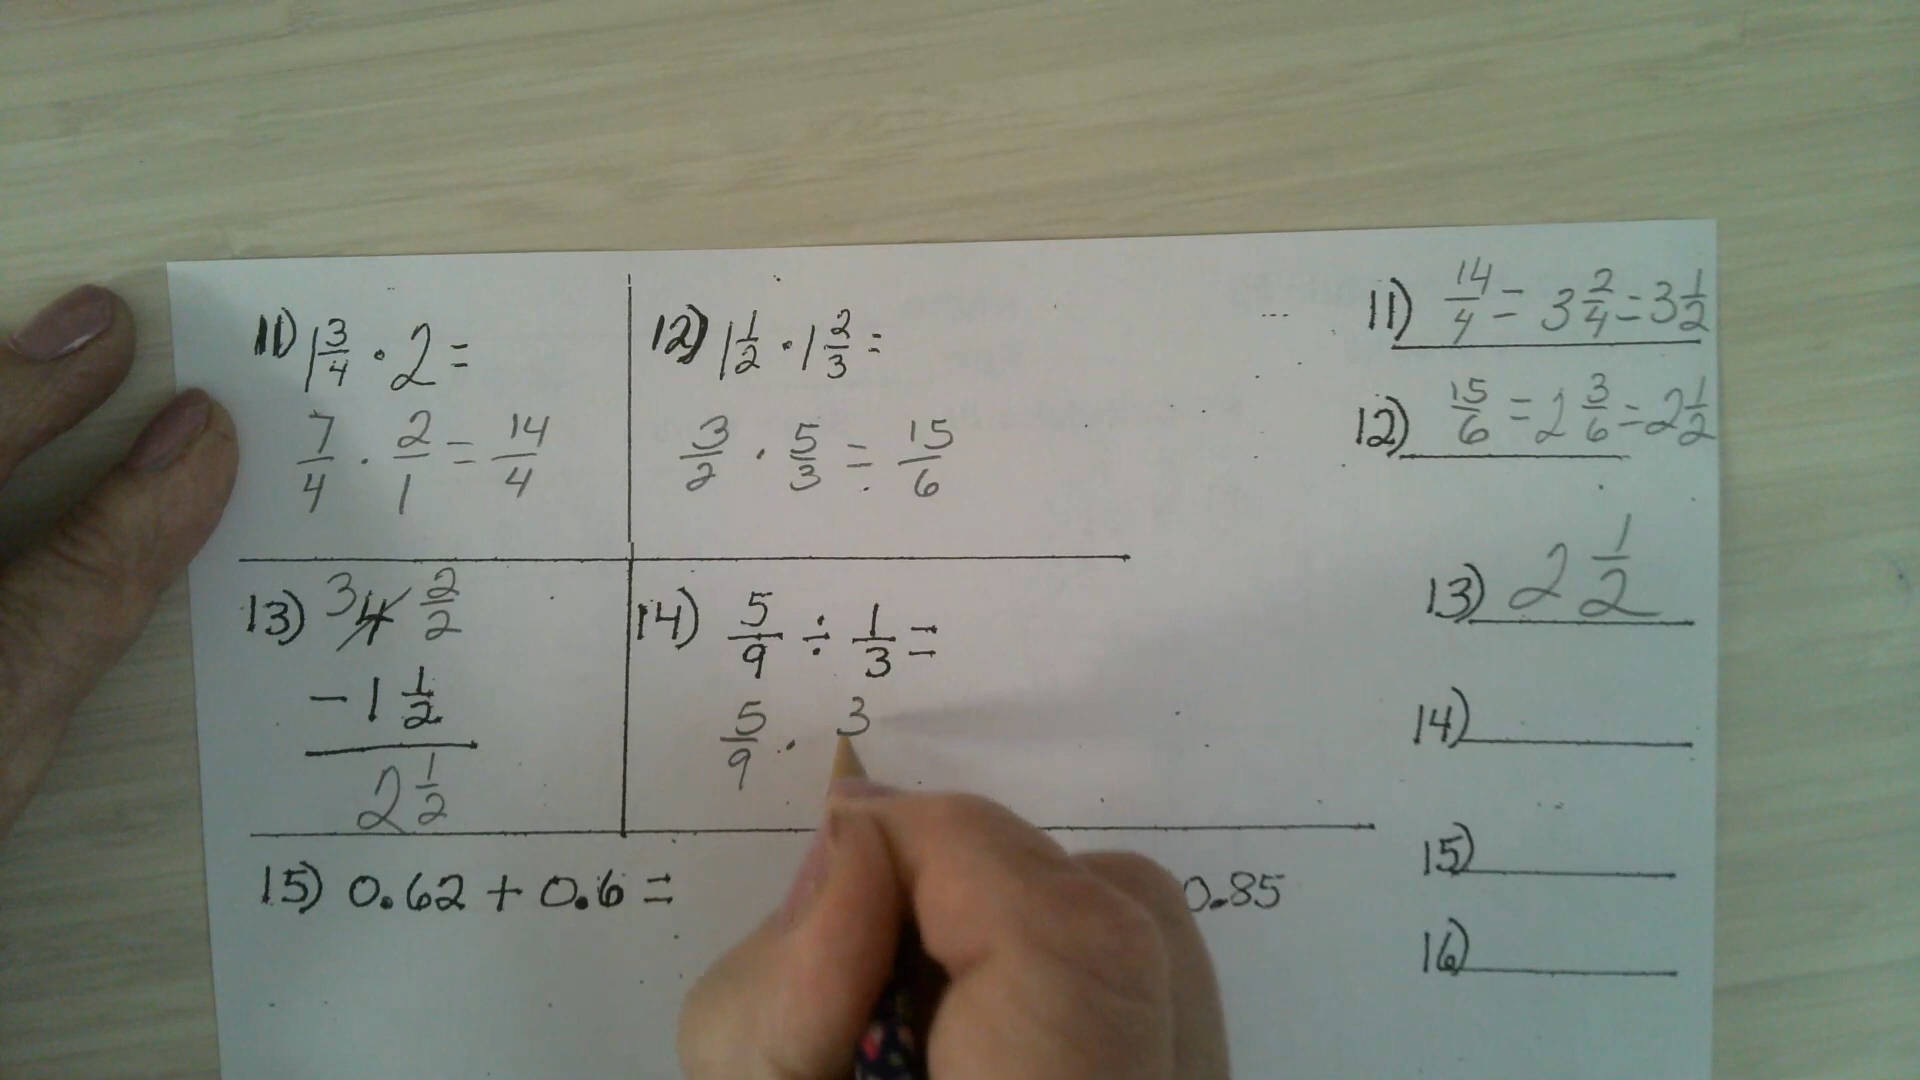 11) 1 3/4 · 2 =
7/4 · 2/1 = 14/4
12) 1 1/2 · 1 2/3 =
3/2 · 5/3 = 15/6
13) 3 4 2/2
- 1 1/2
2 1/2
14) 5/9 ÷ 1/3 =
5/9 · 3
15) 0.62 + 0.6 =
0.85
11) 14/4 = 3 2/4 = 3 1/2
12) 15/6 = 2 3/6 = 2 1/2
13) 2 1/2
14)
15)
16)